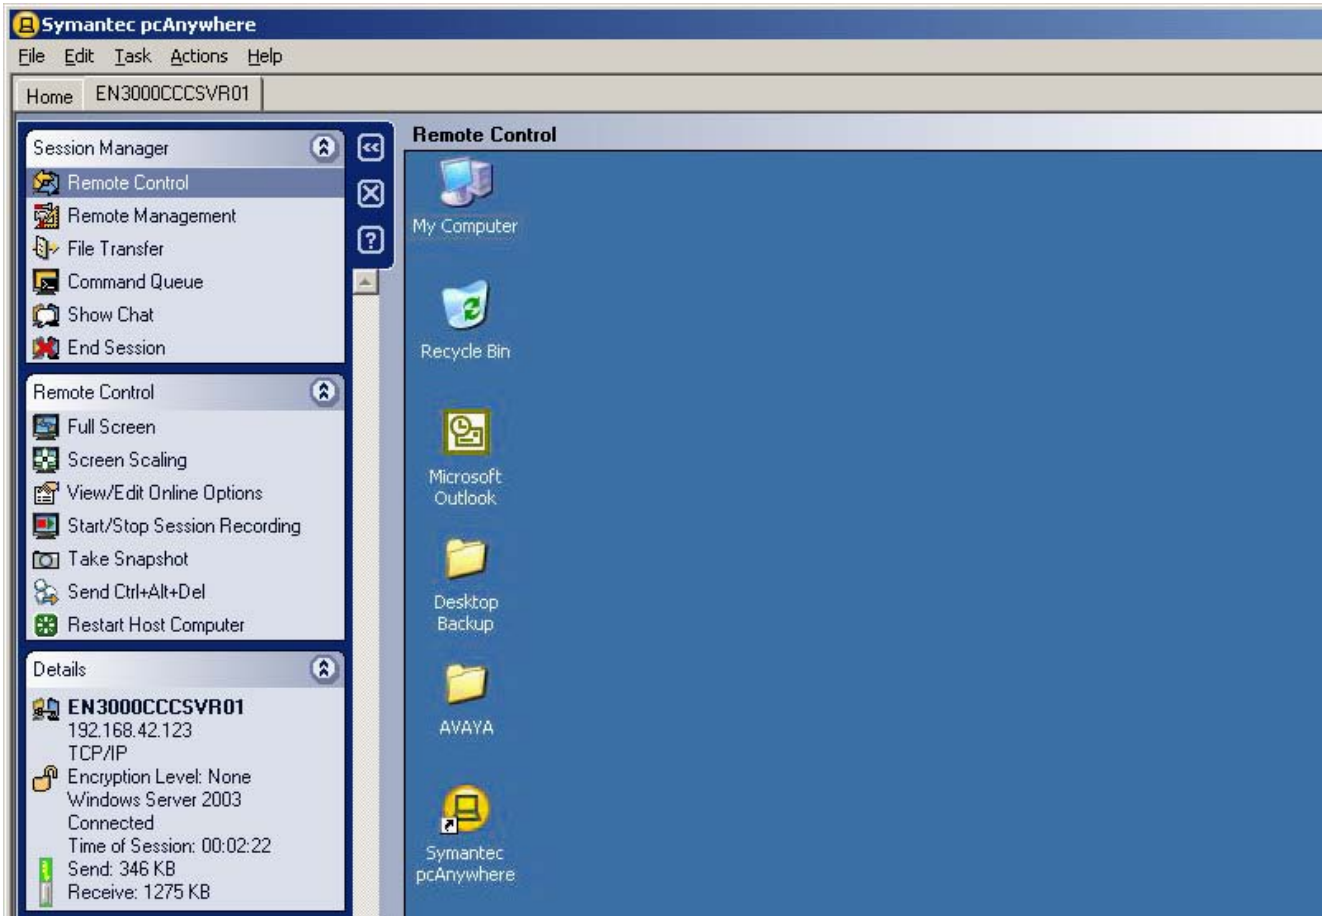 Symantec pcAnywhere
File Edit Task Actions Help
Home EN3000CCCSVR01
Session Manager
Remote Control
Remote Management
File Transfer
Command Queue
Show Chat
End Session
Remote Control
Full Screen
Screen Scaling
View/Edit Online Options
Start/Stop Session Recording
Take Snapshot
Send Ctrl+Alt+Del
Restart Host Computer
Details
EN3000CCCSVR01
192.168.42.123
TCP/IP
Encryption Level: None
Windows Server 2003
Connected
Time of Session: 00:02:22
Send: 346 KB
Receive: 1275 KB
Remote Control
My Computer
Recycle Bin
Microsoft
Outlook
Desktop
Backup
AVAYA
Symantec
pcAnywhere